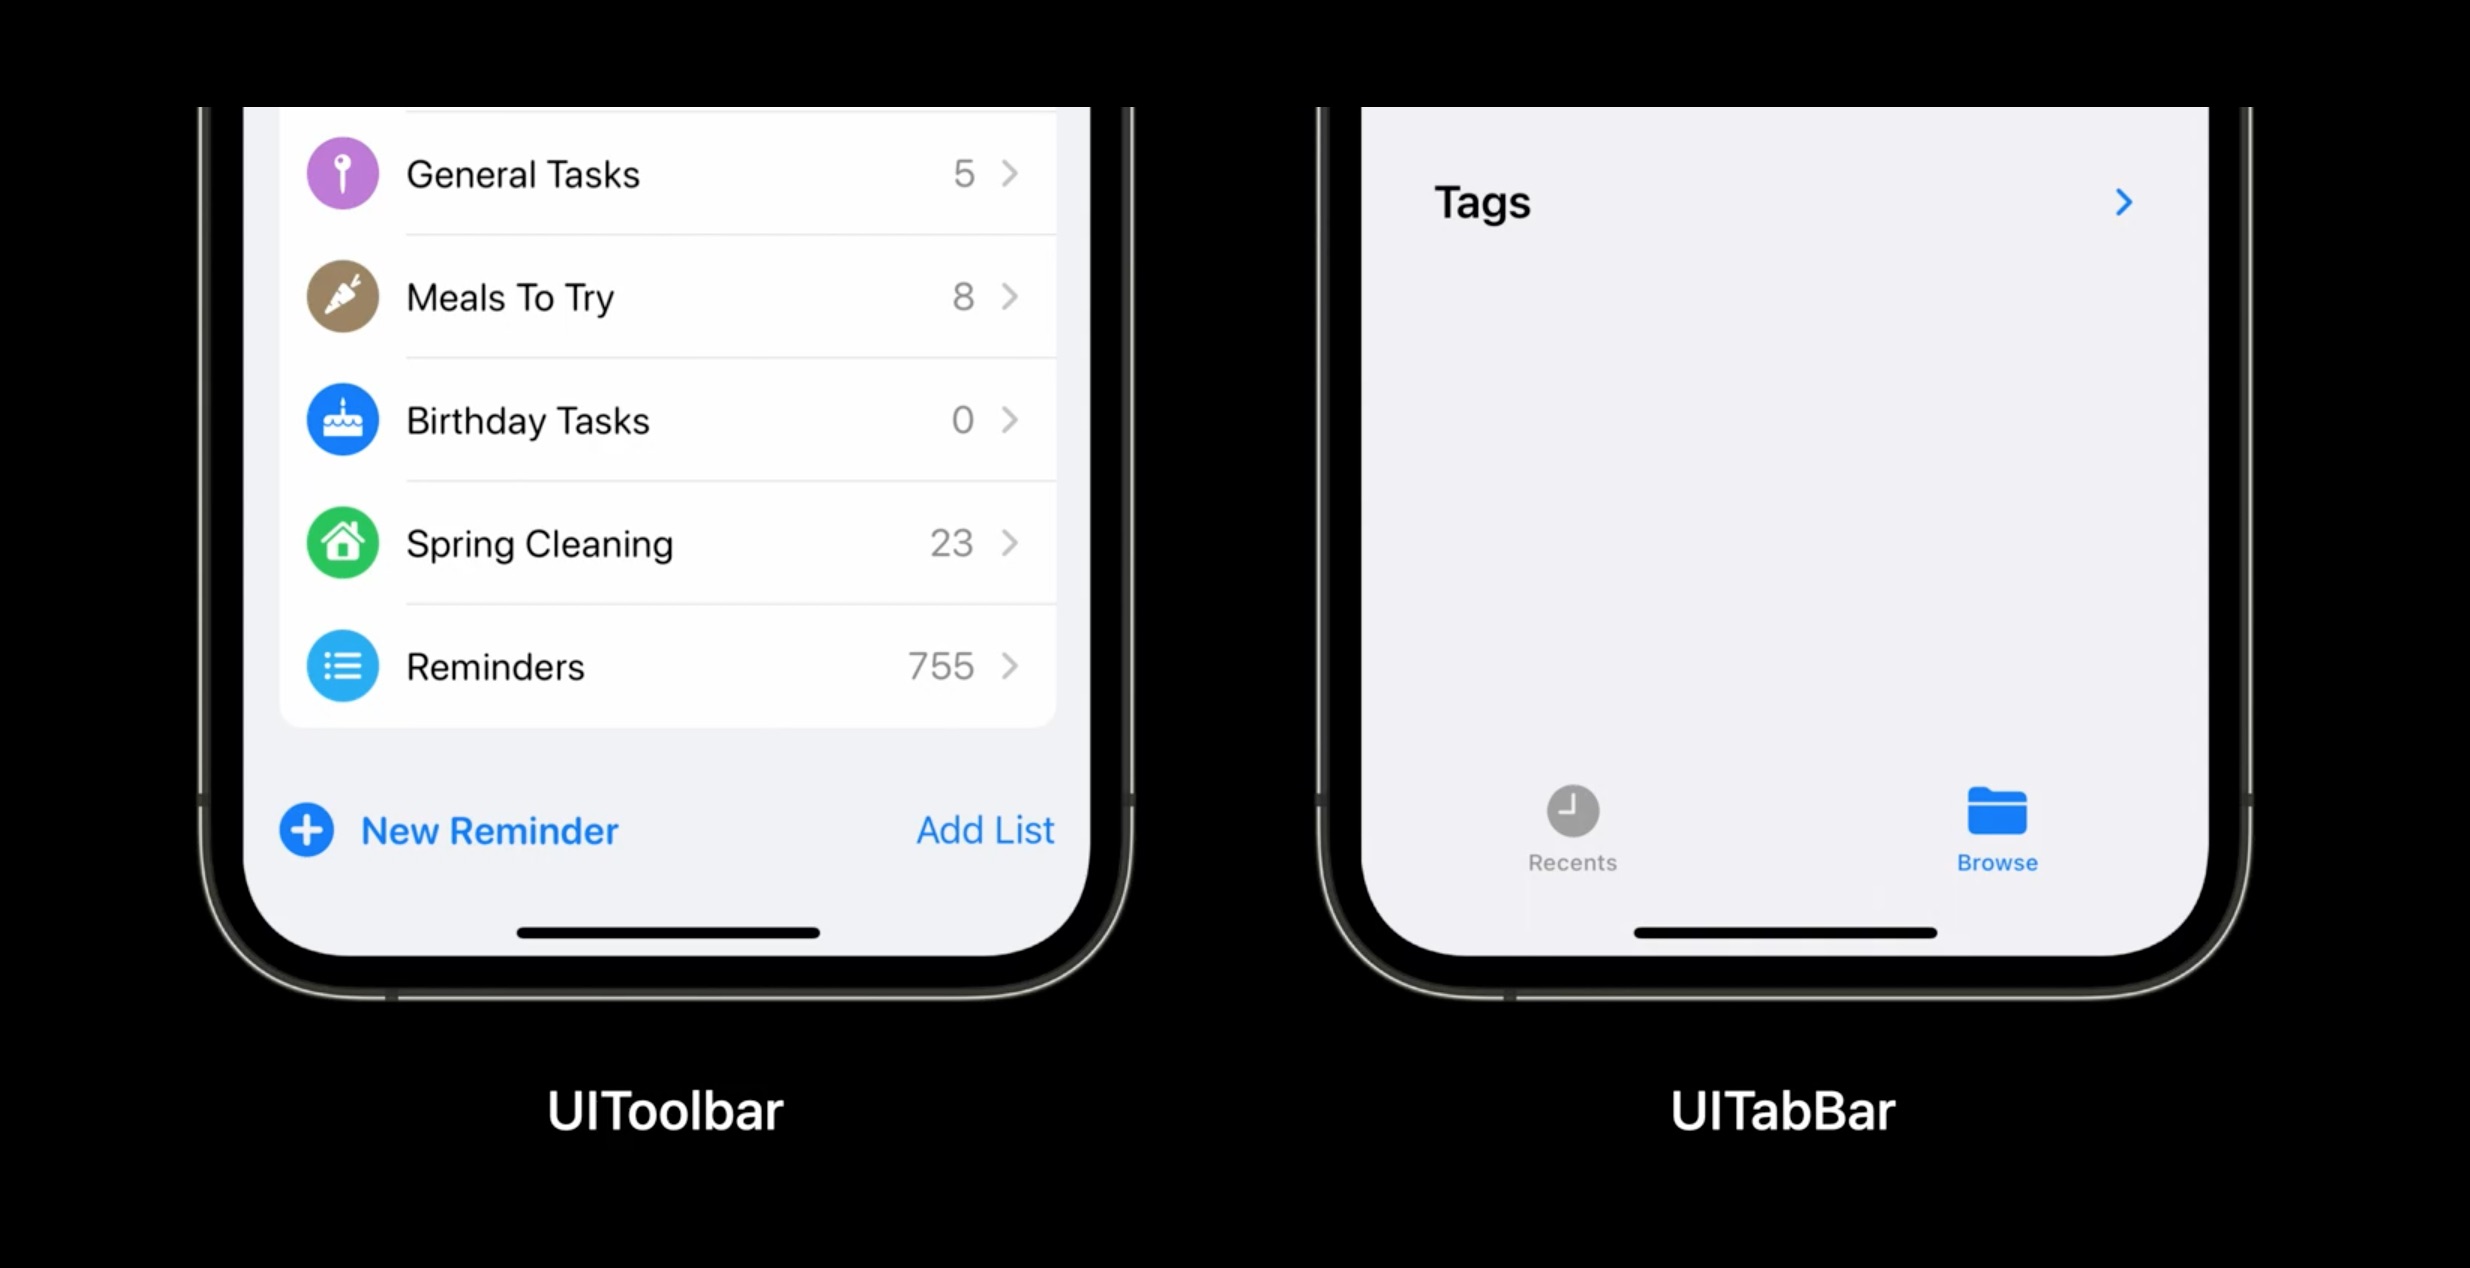 General Tasks 5
Meals To Try 8
Birthday Tasks 0
Spring Cleaning 23
Reminders 755
New Reminder Add List
UIToolbar
Tags
Recents Browse
UITabBar